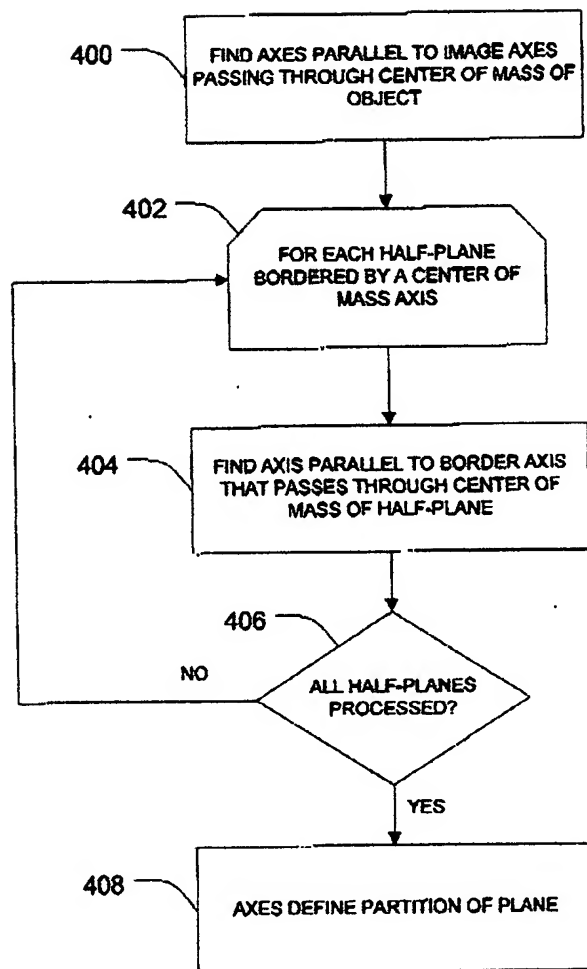 400
FIND AXES PARALLEL TO IMAGE AXES
PASSING THROUGH CENTER OF MASS OF
OBJECT
402
FOR EACH HALF-PLANE
BORDERED BY A CENTER OF
MASS AXIS
404
FIND AXIS PARALLEL TO BORDER AXIS
THAT PASSES THROUGH CENTER OF
MASS OF HALF-PLANE
406
NO
ALL HALF-PLANES
PROCESSED?
YES
408
AXES DEFINE PARTITION OF PLANE